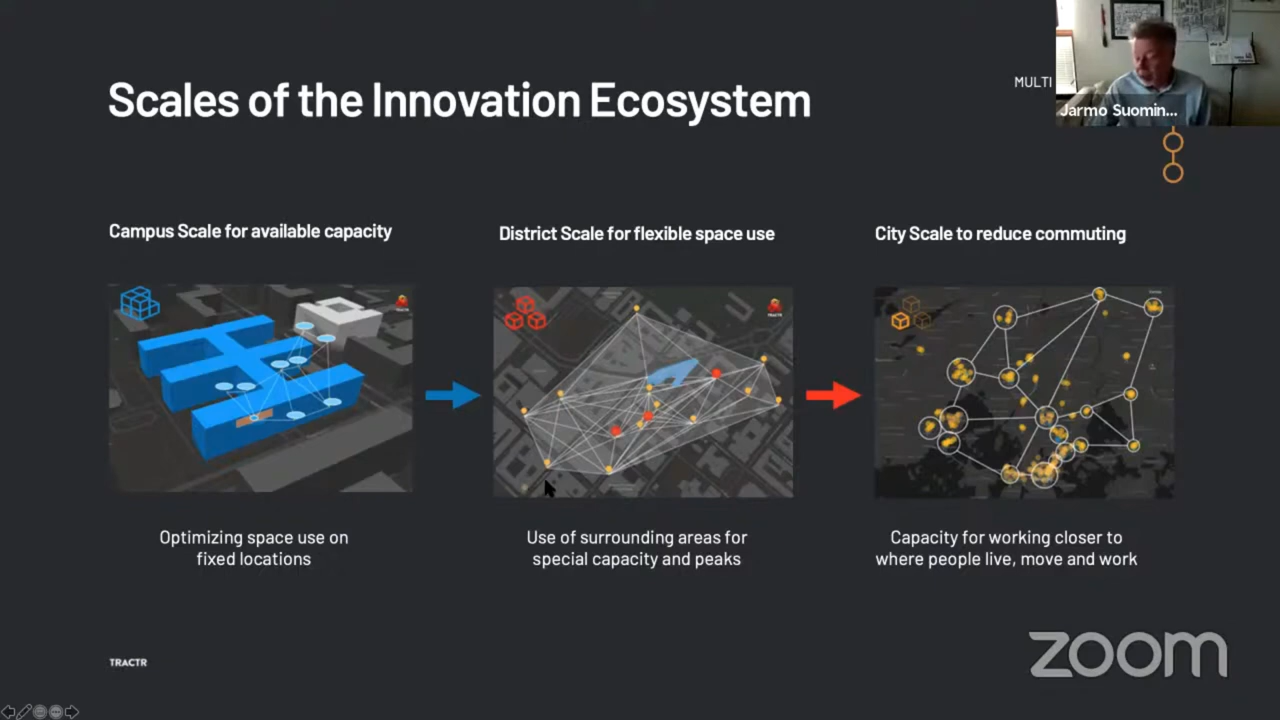 Scales of the Innovation Ecosystem
MULTI
Jarmo Suomin...
Campus Scale for available capacity
District Scale for flexible space use
City Scale to reduce commuting
Optimizing space use on
fixed locations
Use of surrounding areas for
special capacity and peaks
Capacity for working closer to
where people live, move and work
TRACTR
zoom